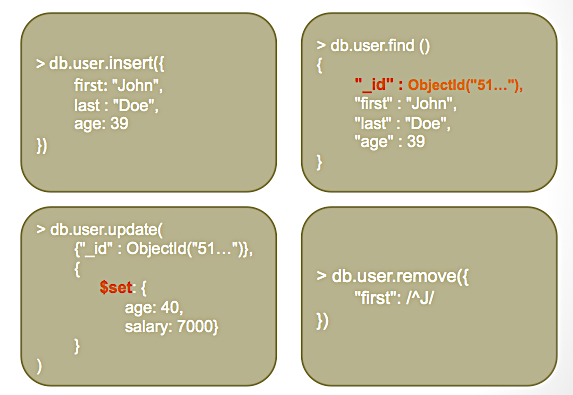 > db.user.insert({
first: "John",
last : "Doe",
age: 39
})
> db.user.find ()
{
"_id" : ObjectId("51…"),
"first" : "John",
"last" : "Doe",
"age" : 39
}
> db.user.update(
{"_id" : ObjectId("51…")},
{
$set: {
age: 40,
salary: 7000}
}
)
> db.user.remove({
"first": /^J/
})